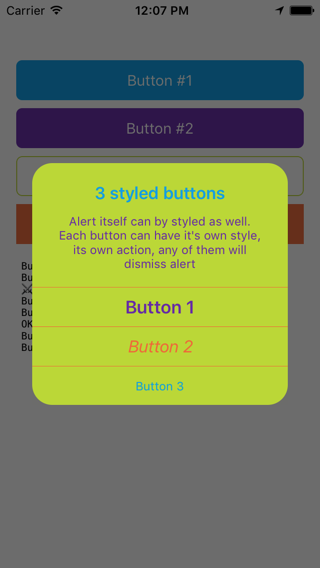 Carrier 12:07 PM
Button #1
Button #2
3 styled buttons
Alert itself can by styled as well.
Each button can have it's own style,
its own action, any of them will
dismiss alert
Bu
Bu
Bu
Bu
OK
Bu
Bu
Button 1
Button 2
Button 3